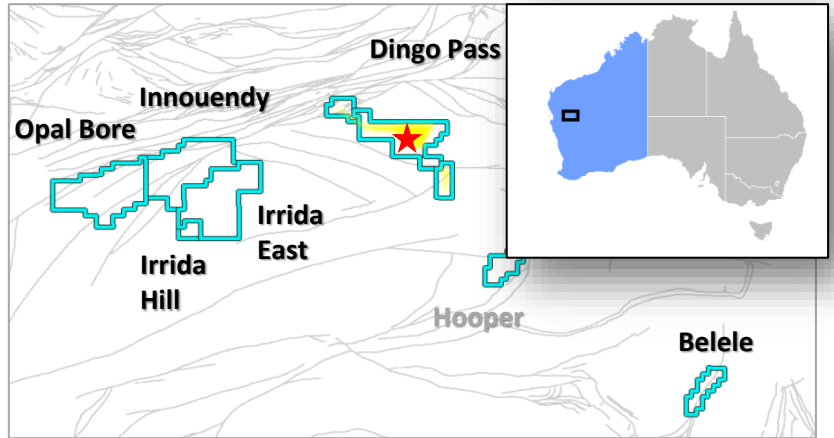 Dingo Pass
Innouendy
Opal Bore
Irrida
East
Irrida
Hill
Hooper
Belele